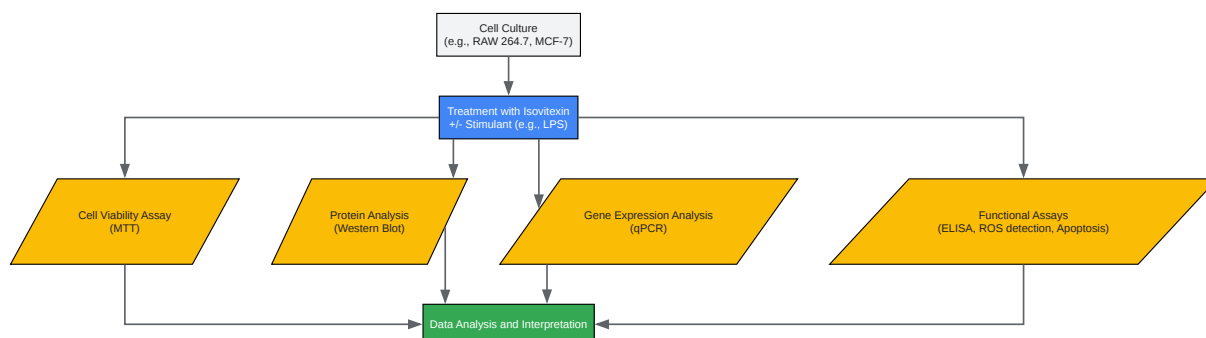 Cell Culture
(e.g., RAW 264.7, MCF-7)
Treatment with Isovitexin
+/- Stimulant (e.g., LPS)
Cell Viability Assay
(MTT)
Protein Analysis
(Western Blot)
Gene Expression Analysis
(qPCR)
Functional Assays
(ELISA, ROS detection, Apoptosis)
Data Analysis and Interpretation